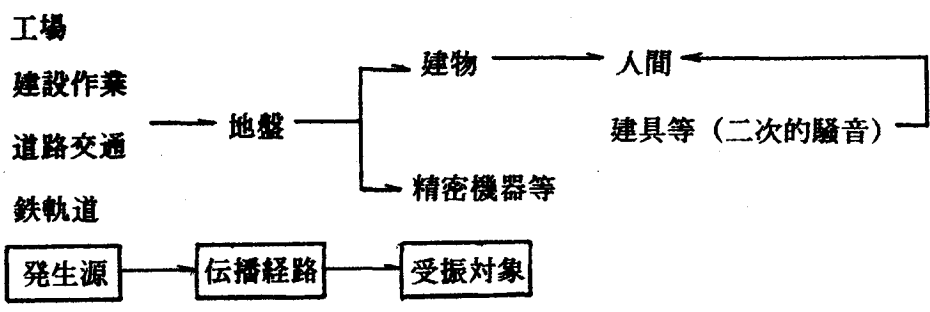 工場
建設作業
道路交通
鉄軌道
地盤
建物
人間
建具等（二次的騒音）
精密機器等
発生源
伝播経路
受振対象